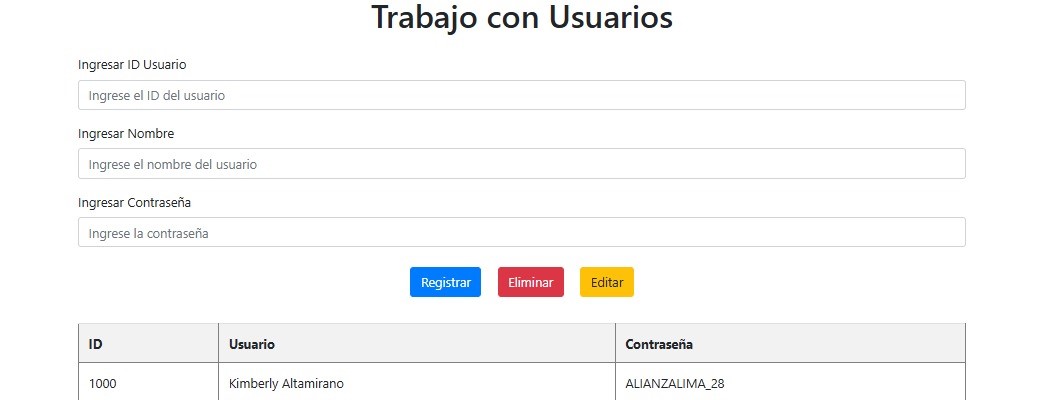 Trabajo con Usuarios
Ingresar ID Usuario
Ingrese el ID del usuario
Ingresar Nombre
Ingrese el nombre del usuario
Ingresar Contraseña
Ingrese la contraseña
Registrar Eliminar Editar
ID Usuario Contraseña
1000 Kimberly Altamirano ALIANZALIMA_28